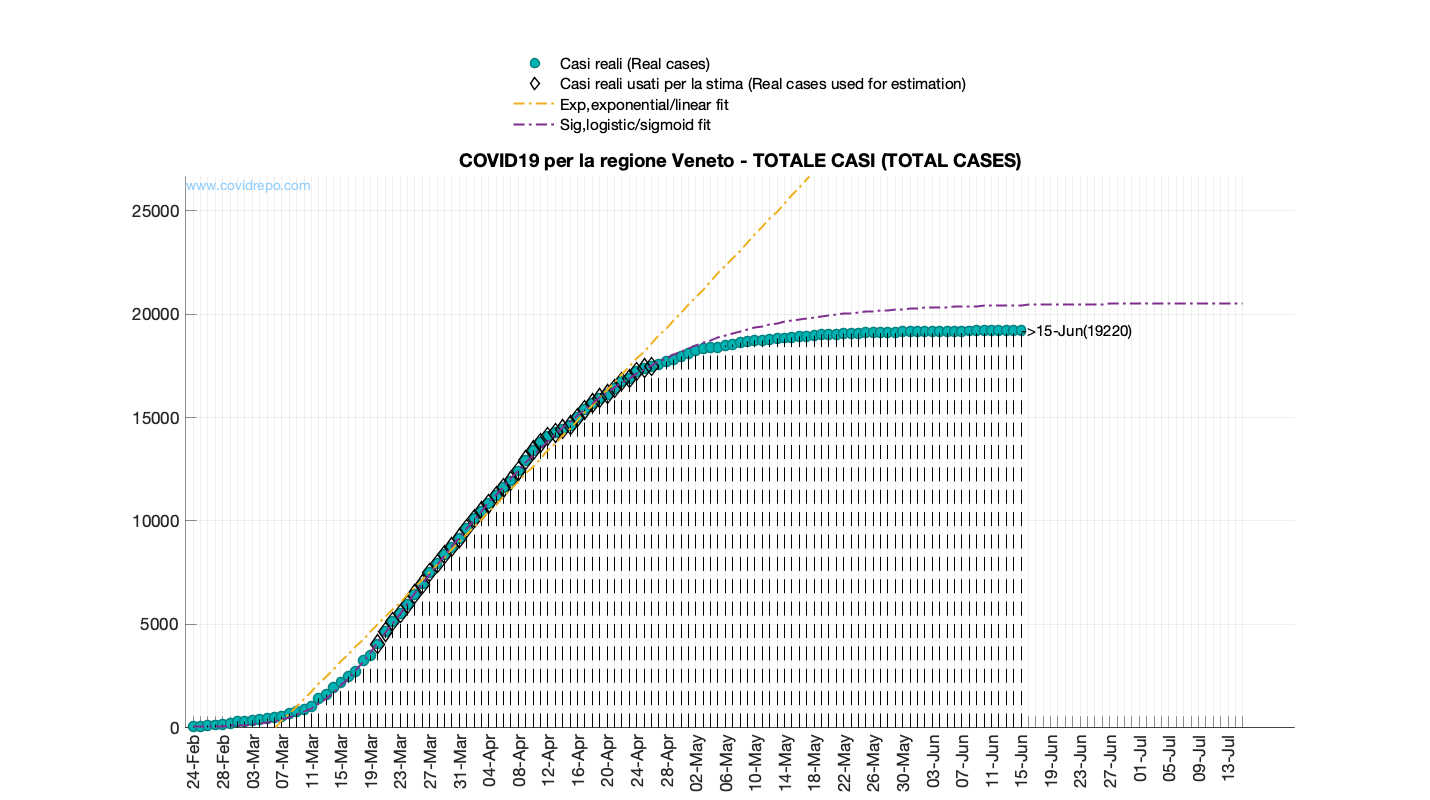 Casi reali (Real cases)
Casi reali usati per la stima (Real cases used for estimation)
Exp,exponential/linear fit
Sig,logistic/sigmoid fit
COVID19 per la regione Veneto - TOTALE CASI (TOTAL CASES)
www.covidrepo.com
25000
20000
15000
10000
5000
0
>15-Jun(19220)
24-Feb
28-Feb
03-Mar
07-Mar
11-Mar
15-Mar
19-Mar
23-Mar
27-Mar
31-Mar
04-Apr
08-Apr
12-Apr
16-Apr
20-Apr
24-Apr
28-Apr
02-May
06-May
10-May
14-May
18-May
22-May
26-May
30-May
03-Jun
07-Jun
11-Jun
15-Jun
19-Jun
23-Jun
27-Jun
01-Jul
05-Jul
09-Jul
13-Jul